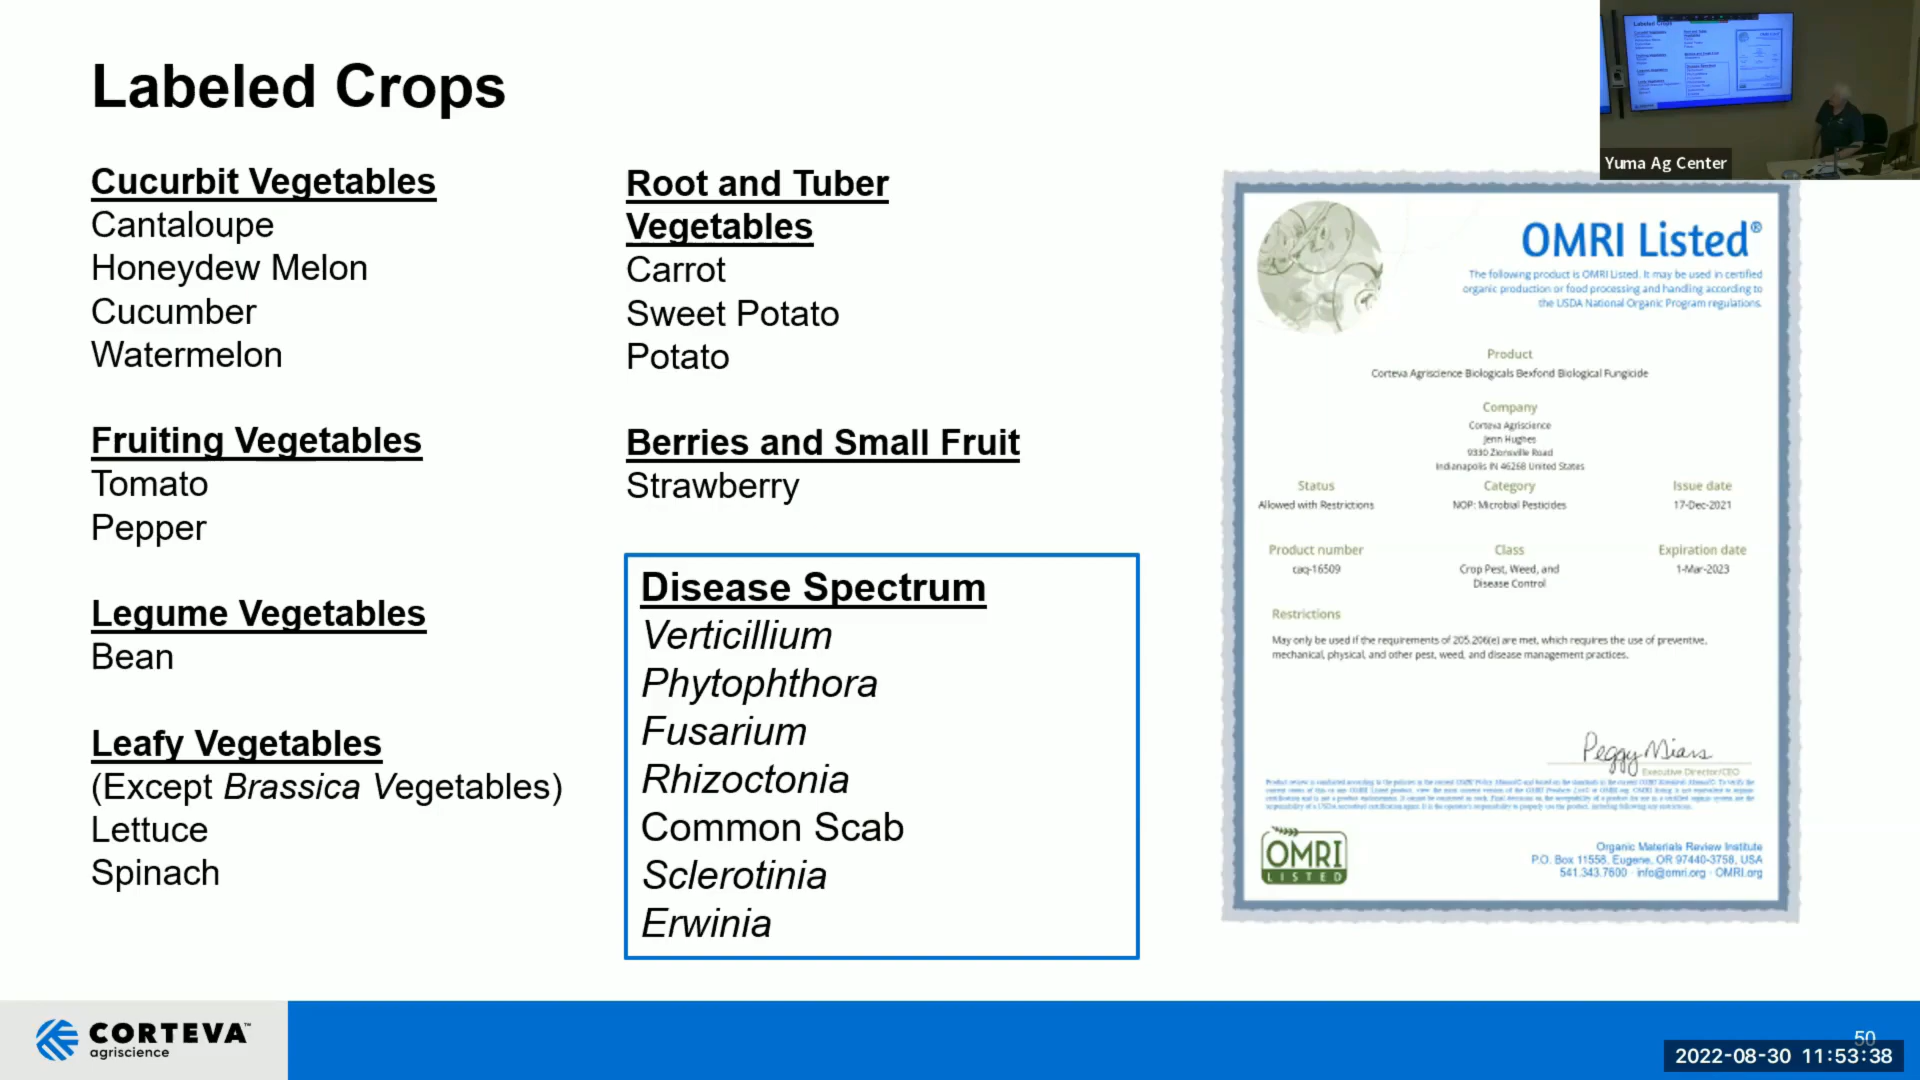 Labeled Crops
Cucurbit Vegetables
Cantaloupe
Honeydew Melon
Cucumber
Watermelon
Fruiting Vegetables
Tomato
Pepper
Legume Vegetables
Bean
Leafy Vegetables
(Except Brassica Vegetables)
Lettuce
Spinach
Root and Tuber
Vegetables
Carrot
Sweet Potato
Potato
Berries and Small Fruit
Strawberry
Disease Spectrum
Verticillium
Phytophthora
Fusarium
Rhizoctonia
Common Scab
Sclerotinia
Erwinia
Yuma Ag Center
OMRI Listed®
The following product is OMRI Listed. It may be used in certified
organic production or food processing and handling according to
the USDA National Organic Program regulations.
Product
Corteva Agriscience Biologicals Bexfond Biological Fungicide
Company
Corteva Agriscience
Jenn Hughes
9330 Zionsville Road
Indianapolis IN 46268 United States
Status
Allowed with Restrictions
Category
NOP: Microbial Pesticides
Issue date
17-Dec-2021
Product number
caq-16509
Class
Crop Pest, Weed, and
Disease Control
Expiration date
1-Mar-2023
Restrictions
May only be used if the requirements of 205.206(e) are met, which requires the use of preventive,
mechanical, physical, and other pest, weed, and disease management practices.
Peggy Miars
Executive Director/CEO
OMRI
LISTED
Organic Materials Review Institute
P.O. Box 11558, Eugene, OR 97440-3758, USA
541.343.7600 · info@omri.org · OMRI.org
CORTEVA™
agriscience
50
2022-08-30 11:53:38